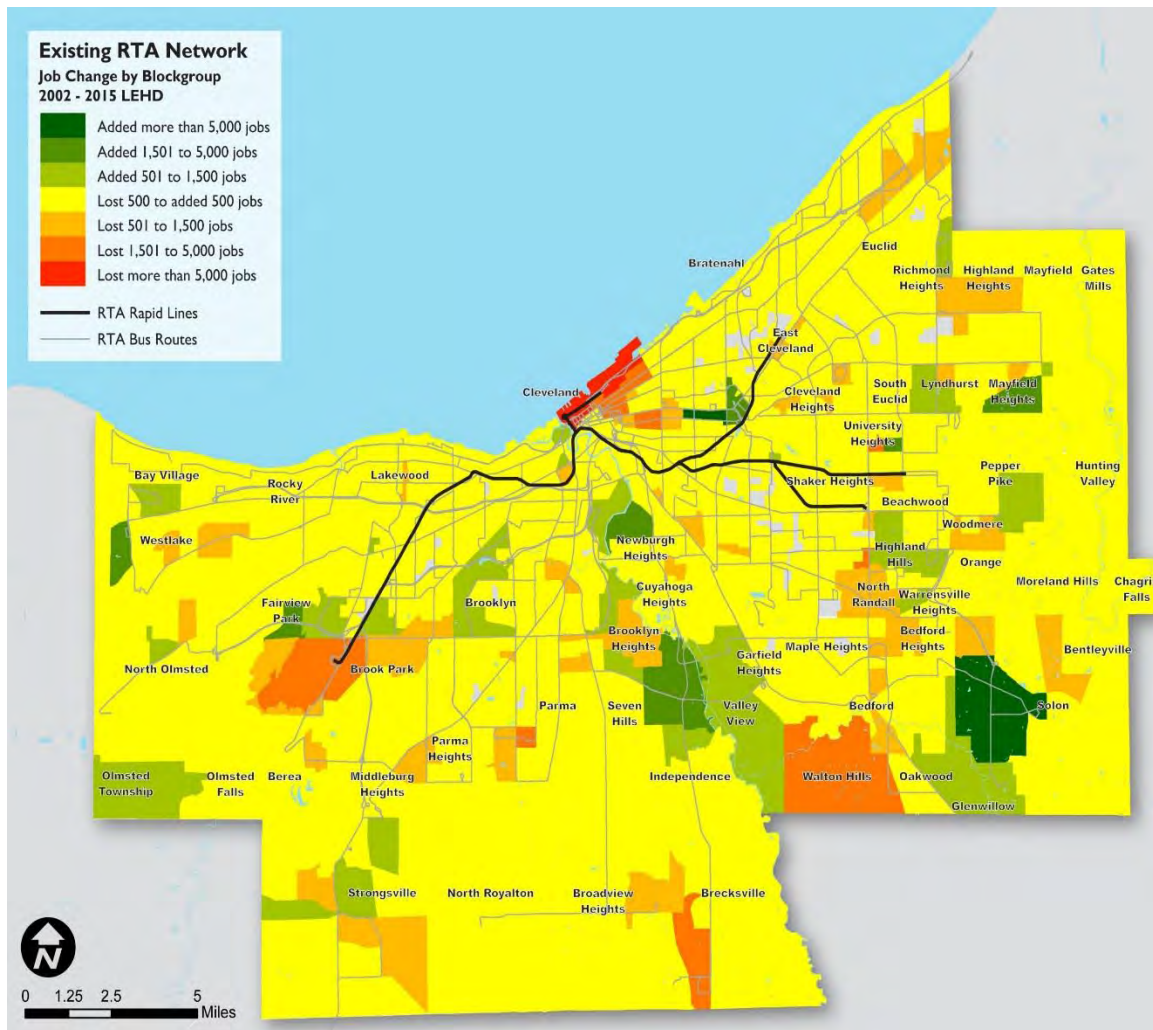 Existing RTA Network
Job Change by Blockgroup
2002 - 2015 LEHD
Added more than 5,000 jobs
Added 1,501 to 5,000 jobs
Added 501 to 1,500 jobs
Lost 500 to added 500 jobs
Lost 501 to 1,500 jobs
Lost 1,501 to 5,000 jobs
Lost more than 5,000 jobs
RTA Rapid Lines
RTA Bus Routes
Euclid
Bratenahl
Richmond
Heights
Highland
Heights
Mayfield
Gates
Mills
East
Cleveland
Cleveland
Cleveland
Heights
South
Euclid
Lyndhurst
Mayfield
Heights
University
Heights
Bay Village
Rocky
River
Lakewood
Shaker Heights
Pepper
Pike
Hunting
Valley
Beachwood
Westlake
Newburgh
Heights
Woodmere
Highland
Hills
Orange
Moreland Hills
Chagri
Falls
Fairview
Park
Brooklyn
Cuyahoga
Heights
North
Randall
Warrensville
Heights
North Olmsted
Brook Park
Brooklyn
Heights
Garfield
Heights
Maple Heights
Bedford
Heights
Bentleyville
Parma
Seven
Hills
Valley
View
Bedford
Solon
Parma
Heights
Olmsted
Township
Olmsted
Falls
Berea
Middleburg
Heights
Independence
Walton Hills
Oakwood
Glenwillow
Strongsville
North Royalton
Broadview
Heights
Brecksville
N
0 1.25 2.5 5
Miles